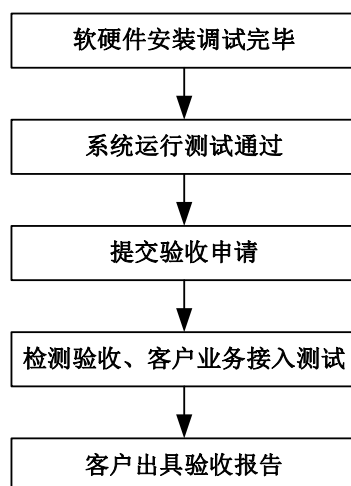 软硬件安装调试完毕
系统运行测试通过
提交验收申请
检测验收、客户业务接入测试
客户出具验收报告